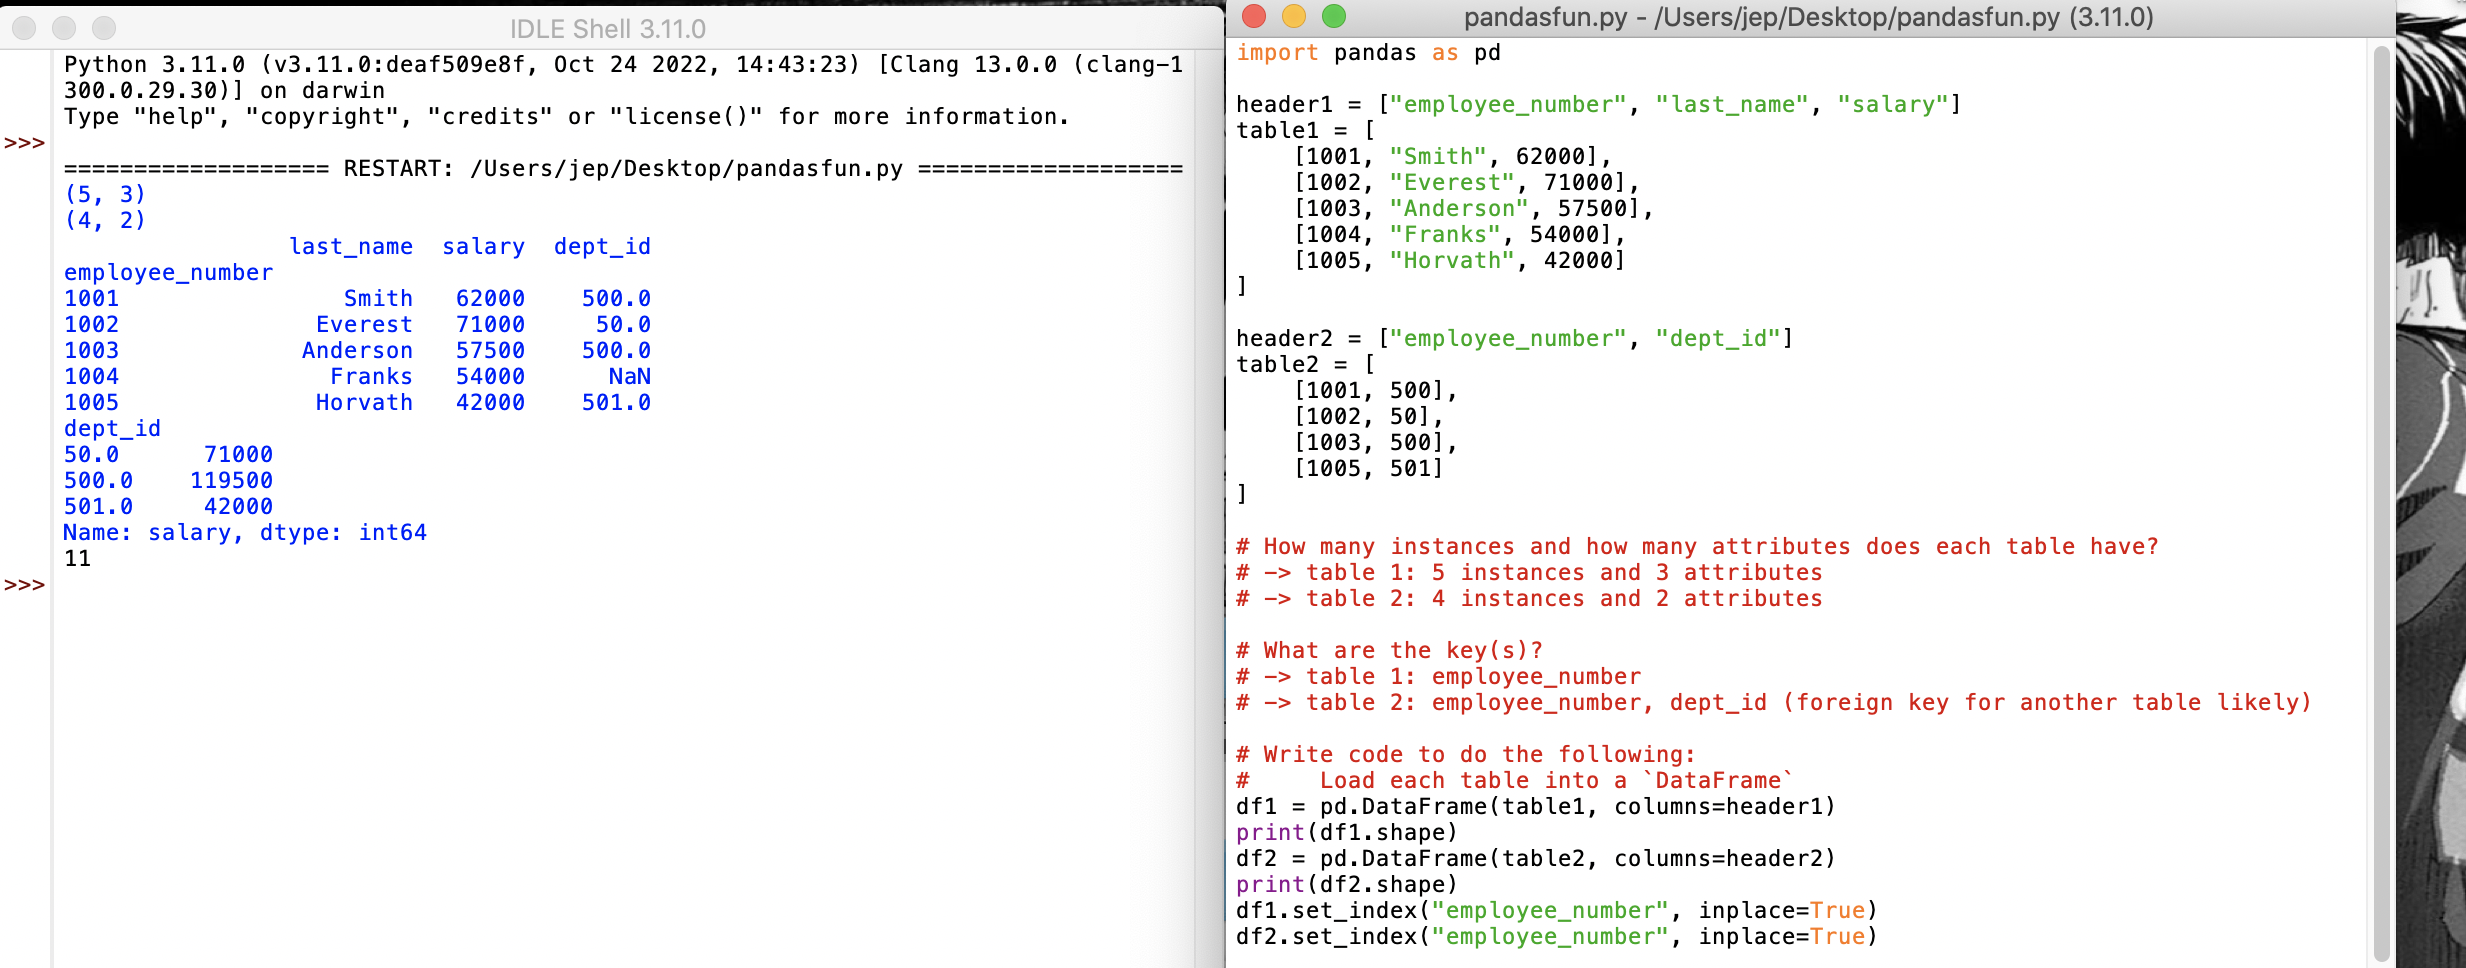 IDLE Shell 3.11.0
Python 3.11.0 (v3.11.0:deaf509e8f, Oct 24 2022, 14:43:23) [Clang 13.0.0 (clang-1
300.0.29.30)] on darwin
Type "help", "copyright", "credits" or "license()" for more information.
>>>
=================== RESTART: /Users/jep/Desktop/pandasfun.py ===================
(5, 3)
(4, 2)
                last_name  salary  dept_id
employee_number
1001                Smith   62000    500.0
1002              Everest   71000     50.0
1003             Anderson   57500    500.0
1004               Franks   54000      NaN
1005              Horvath   42000    501.0
dept_id
50.0      71000
500.0    119500
501.0     42000
Name: salary, dtype: int64
11
>>>
pandasfun.py - /Users/jep/Desktop/pandasfun.py (3.11.0)
import pandas as pd
header1 = ["employee_number", "last_name", "salary"]
table1 = [
    [1001, "Smith", 62000],
    [1002, "Everest", 71000],
    [1003, "Anderson", 57500],
    [1004, "Franks", 54000],
    [1005, "Horvath", 42000]
]
header2 = ["employee_number", "dept_id"]
table2 = [
    [1001, 500],
    [1002, 50],
    [1003, 500],
    [1005, 501]
]
# How many instances and how many attributes does each table have?
# -> table 1: 5 instances and 3 attributes
# -> table 2: 4 instances and 2 attributes
# What are the key(s)?
# -> table 1: employee_number
# -> table 2: employee_number, dept_id (foreign key for another table likely)
# Write code to do the following:
#     Load each table into a `DataFrame`
df1 = pd.DataFrame(table1, columns=header1)
print(df1.shape)
df2 = pd.DataFrame(table2, columns=header2)
print(df2.shape)
df1.set_index("employee_number", inplace=True)
df2.set_index("employee_number", inplace=True)